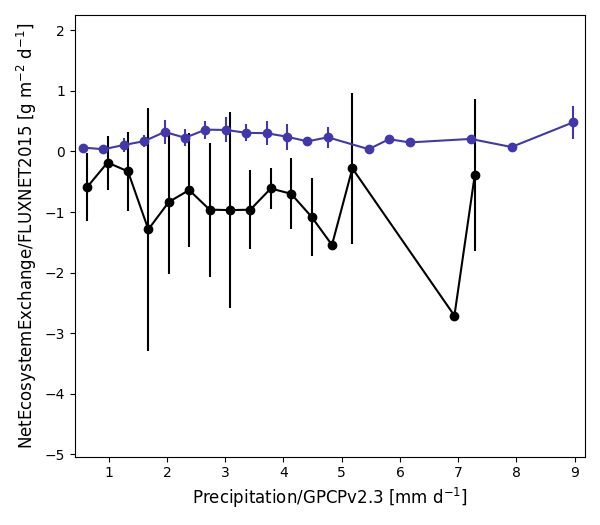 NetEcosystemExchange/FLUXNET2015 [g m⁻² d⁻¹]
2
1
0
−1
−2
−3
−4
−5
1 2 3 4 5 6 7 8 9
Precipitation/GPCPv2.3 [mm d⁻¹]